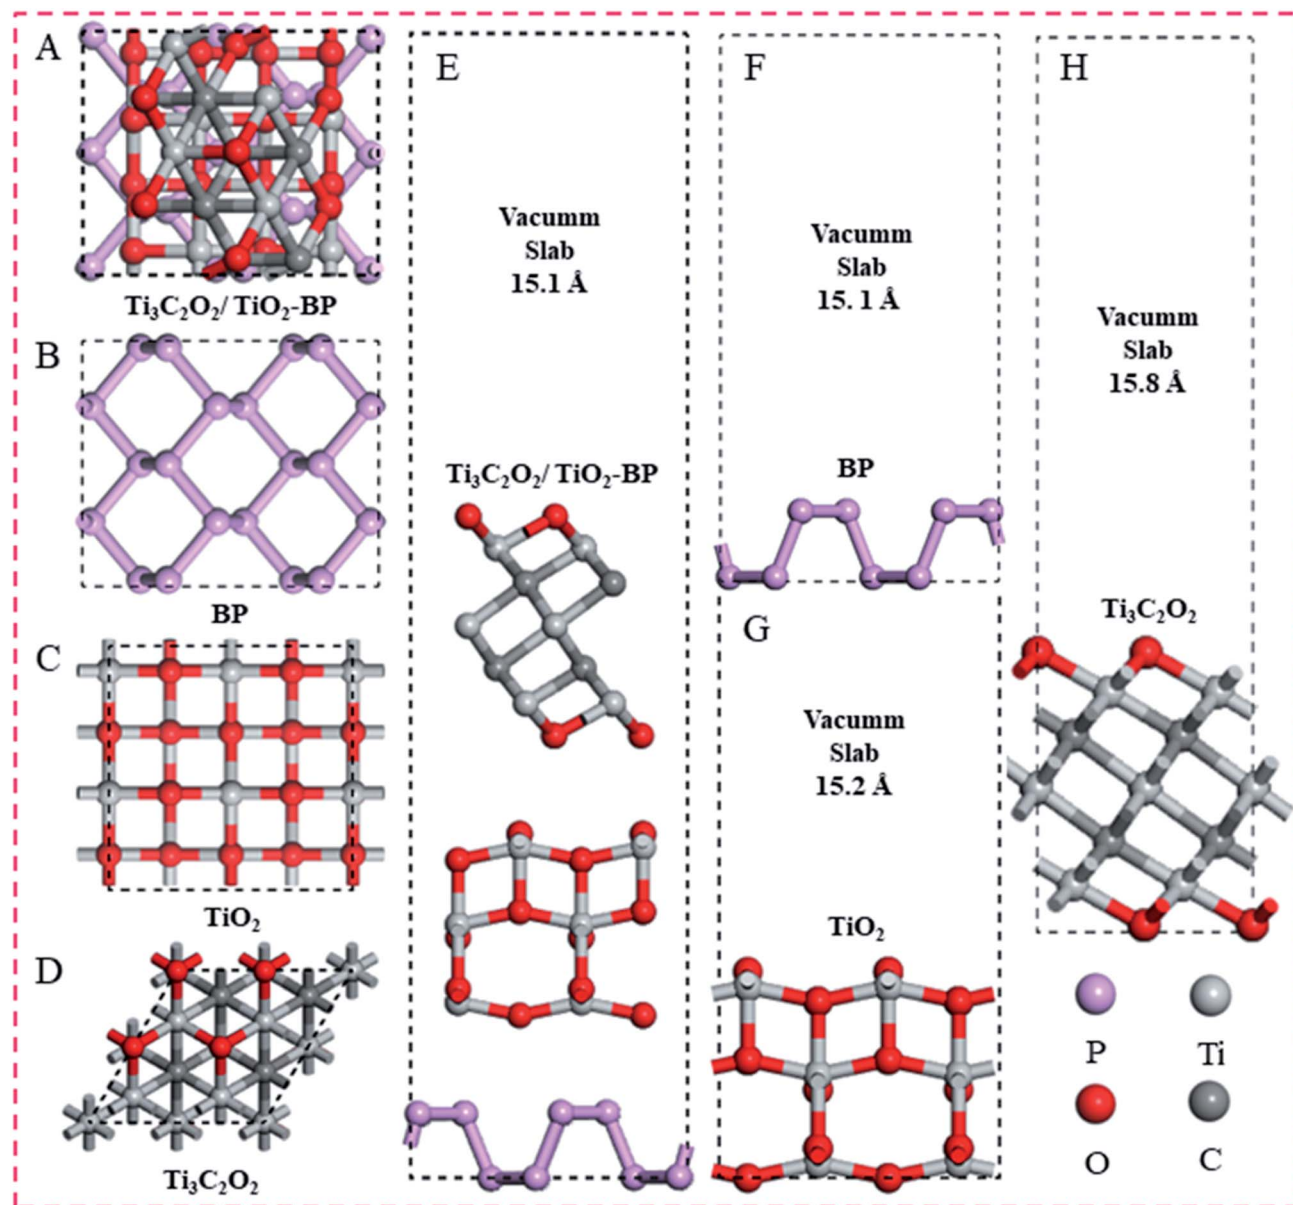 A
Ti₃C₂O₂/ TiO₂-BP
B
BP
C
TiO₂
D
Ti₃C₂O₂
E
Vacumm
Slab
15.1 Å
Ti₃C₂O₂/ TiO₂-BP
F
Vacumm
Slab
15. 1 Å
BP
G
Vacumm
Slab
15.2 Å
TiO₂
H
Vacumm
Slab
15.8 Å
Ti₃C₂O₂
P
Ti
O
C